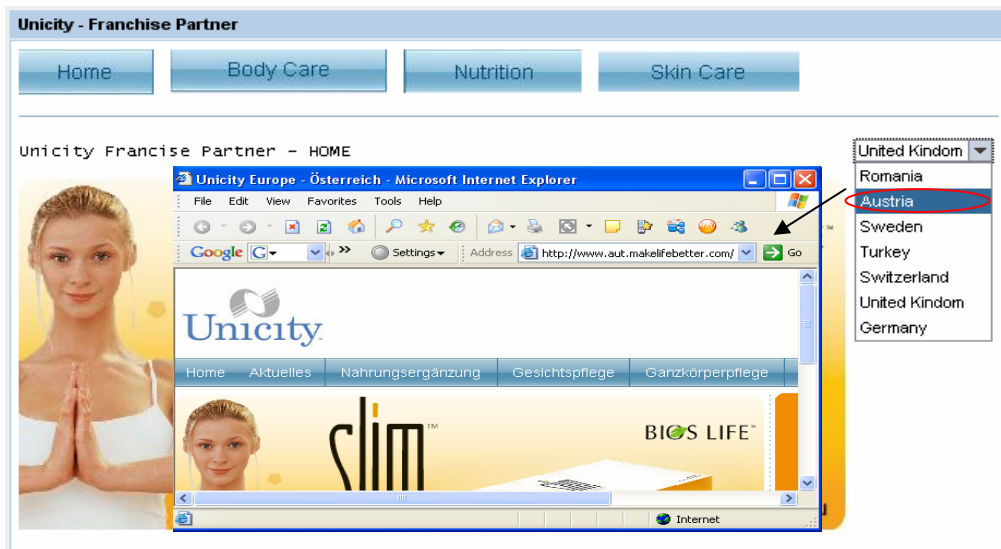 Unicity - Franchise Partner
Home Body Care Nutrition Skin Care
Unicity Francise Partner - HOME
United Kindom
Romania
Austria
Sweden
Turkey
Switzerland
United Kindom
Germany
Unicity Europe - Österreich - Microsoft Internet Explorer
File Edit View Favorites Tools Help
Google G Settings Address http://www.aut.makelifebetter.com/ Go
Unicity
Home Aktuelles Nahrungsergänzung Gesichtspflege Ganzkörperpflege
slim™ BIOS LIFE™
Internet